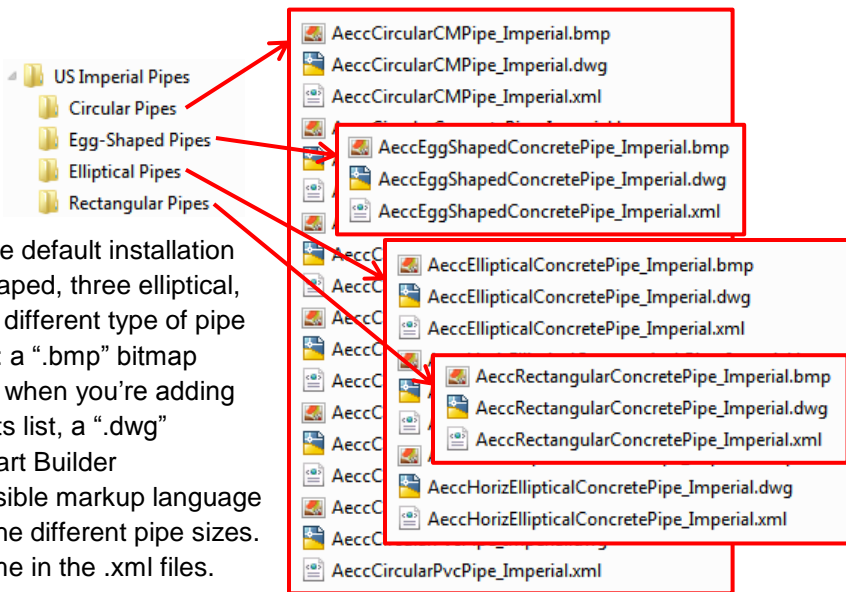 US Imperial Pipes
Circular Pipes
Egg-Shaped Pipes
Elliptical Pipes
Rectangular Pipes
AeccCircularCMPipe_Imperial.bmp
AeccCircularCMPipe_Imperial.dwg
AeccCircularCMPipe_Imperial.xml
AeccEggShapedConcretePipe_Imperial.bmp
AeccEggShapedConcretePipe_Imperial.dwg
AeccEggShapedConcretePipe_Imperial.xml
AeccEllipticalConcretePipe_Imperial.bmp
AeccEllipticalConcretePipe_Imperial.dwg
AeccEllipticalConcretePipe_Imperial.xml
AeccRectangularConcretePipe_Imperial.bmp
AeccRectangularConcretePipe_Imperial.dwg
AeccRectangularConcretePipe_Imperial.xml
AeccHorizEllipticalConcretePipe_Imperial.dwg
AeccHorizEllipticalConcretePipe_Imperial.xml
AeccCircularPvcPipe_Imperial.xml
e default installation
aped, three elliptical,
different type of pipe
: a “.bmp” bitmap
when you’re adding
ts list, a “.dwg”
art Builder
sible markup language
he different pipe sizes.
me in the .xml files.